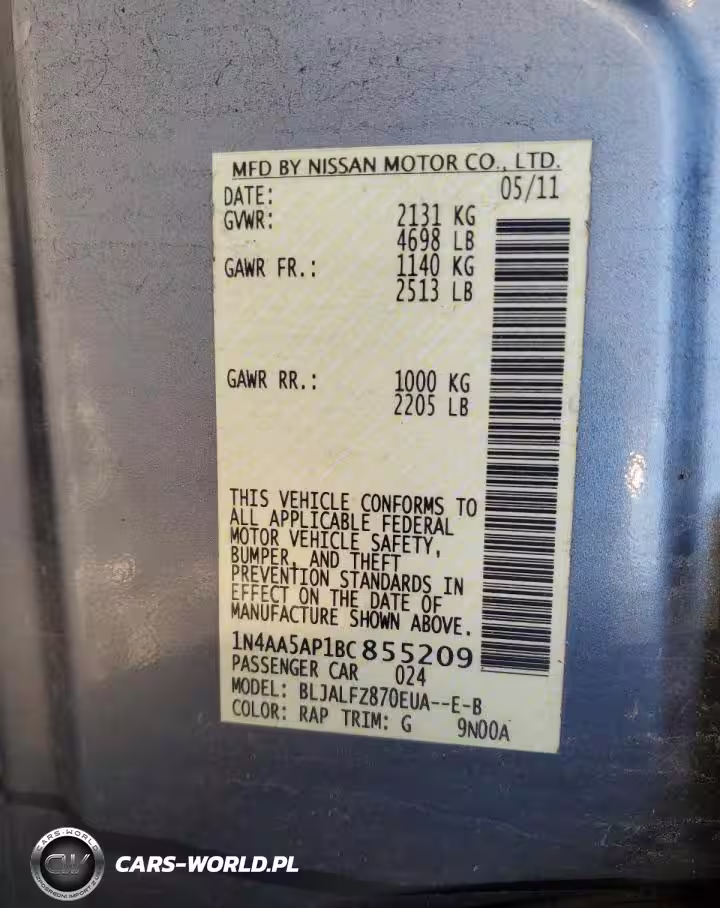 MFD BY NISSAN MOTOR CO., LTD.
DATE: 05/11
GVWR: 2131 KG
4698 LB
GAWR FR.: 1140 KG
2513 LB
GAWR RR.: 1000 KG
2205 LB
THIS VEHICLE CONFORMS TO
ALL APPLICABLE FEDERAL
MOTOR VEHICLE SAFETY,
BUMPER, AND THEFT
PREVENTION STANDARDS IN
EFFECT ON THE DATE OF
MANUFACTURE SHOWN ABOVE.
1N4AA5AP1BC855209
PASSENGER CAR 024
MODEL: BLJALFZ870EUA--E-B
COLOR: RAP TRIM: G 9N00A
CARS-WORLD
CW
CARS-WORLD.PL